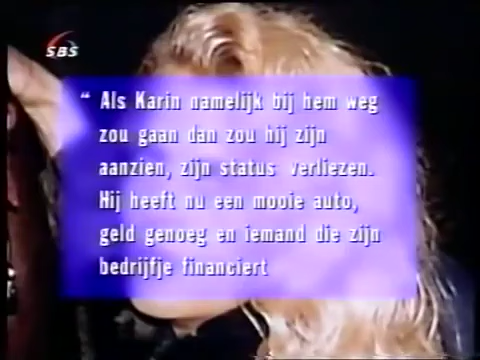 SBS
“ Als Karin namelijk bij hem weg
zou gaan dan zou hij zijn
aanzien, zijn status verliezen.
Hij heeft nu een mooie auto,
geld genoeg en iemand die zijn
bedrijfje financiert